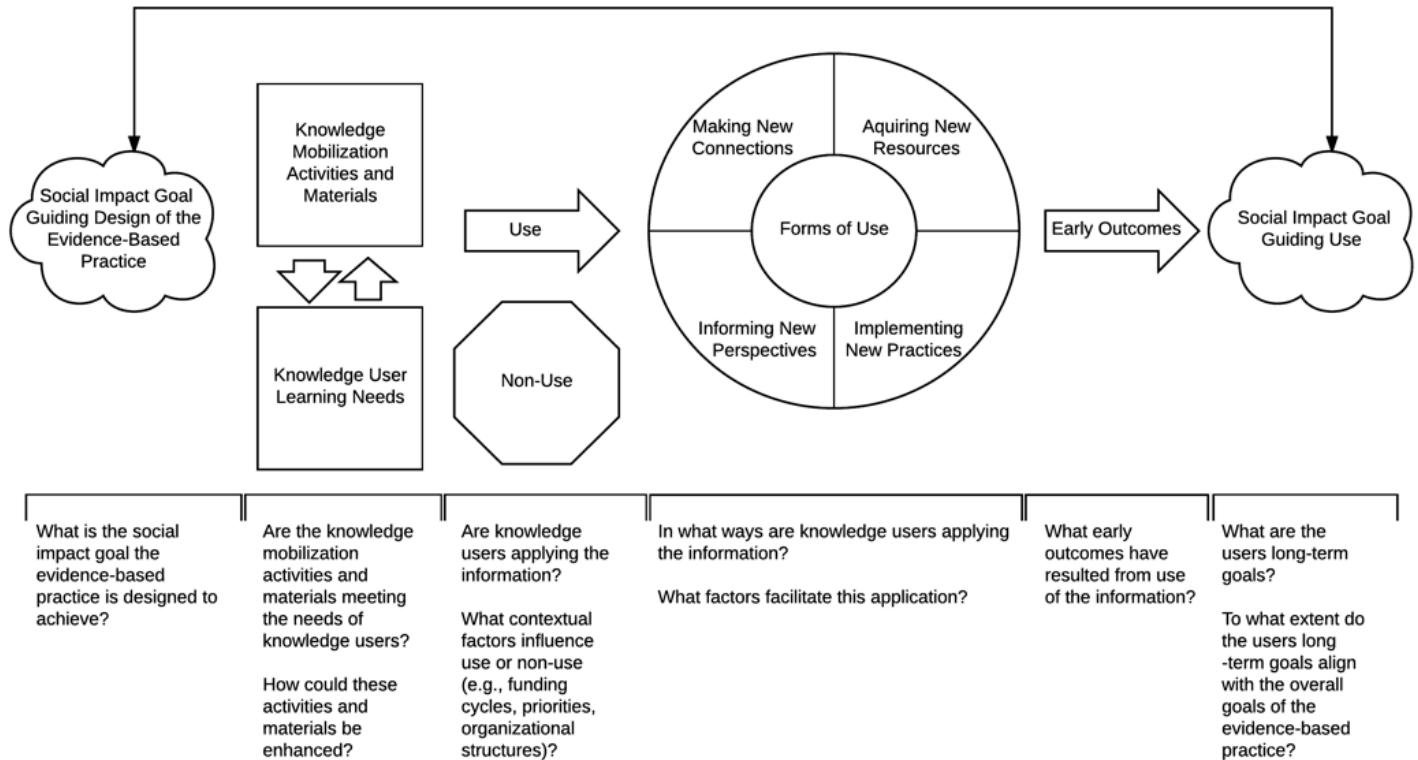 Social Impact Goal
Guiding Design of the
Evidence-Based
Practice
Knowledge
Mobilization
Activities and
Materials
Knowledge User
Learning Needs
Use
Non-Use
Making New
Connections
Aquiring New
Resources
Forms of Use
Informing New
Perspectives
Implementing
New Practices
Early Outcomes
Social Impact Goal
Guiding Use
What is the social
impact goal the
evidence-based
practice is designed to
achieve?
Are the knowledge
mobilization
activities and
materials meeting
the needs of
knowledge users?
How could these
activities and
materials be
enhanced?
Are knowledge
users applying the
information?
What contextual
factors influence
use or non-use
(e.g., funding
cycles, priorities,
organizational
structures)?
In what ways are knowledge users applying
the information?
What factors facilitate this application?
What early
outcomes have
resulted from use
of the information?
What are the
users long-term
goals?
To what extent do
the users long
-term goals align
with the overall
goals of the
evidence-based
practice?